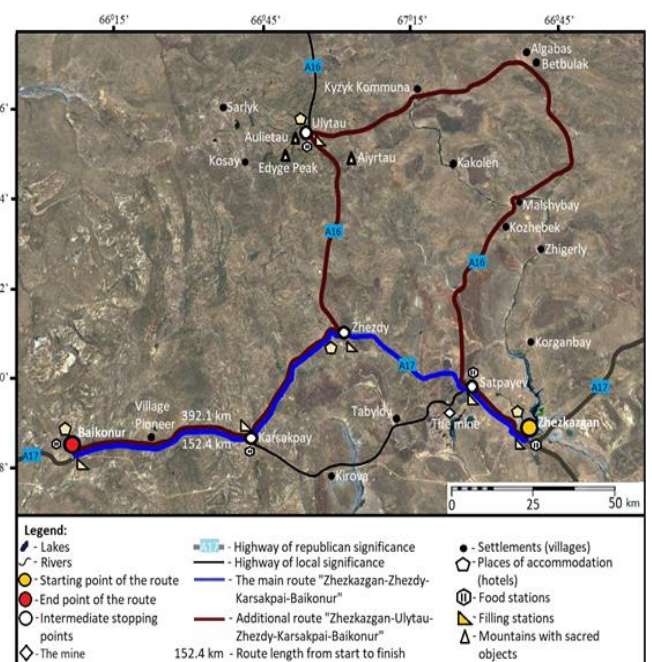 66°15' 66°45' 67°15' 66°45'
A16
Algabas
Betbulak
Kyzyk Kommuna
6'
Sarlyk
Ulytau
Aulietau
Kosay
Edyge Peak
Aiyrtau
Kakolen
4'
Malshybay
A16
Kozhebek
Zhigerly
A16
2'
Zhezdy
Korganbay
A17
0'
Satpayev
A17
Village
Pioneer
392.1 km
Tabyldy
The mine
Zhezkazgan
Baikonur
152.4 km
Karsakpay
A17
8'
Kirova
0 25 50 km
Legend:
- Lakes
- Rivers
- Starting point of the route
- End point of the route
- Intermediate stopping
points
- The mine
A17 - Highway of republican significance
- Highway of local significance
- The main route "Zhezkazgan-Zhezdy-
Karsakpai-Baikonur"
- Additional route "Zhezkazgan-Ulytau-
Zhezdy-Karsakpai-Baikonur"
152.4 km - Route length from start to finish
- Settlements (villages)
- Places of accommodation
(hotels)
- Food stations
- Filling stations
- Mountains with sacred
objects